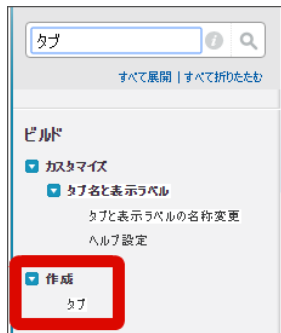 タブ
すべて展開 | すべて折りたたむ
ビルド
カスタマイズ
タブ名と表示ラベル
タブと表示ラベルの名称変更
ヘルプ設定
作成
タブ